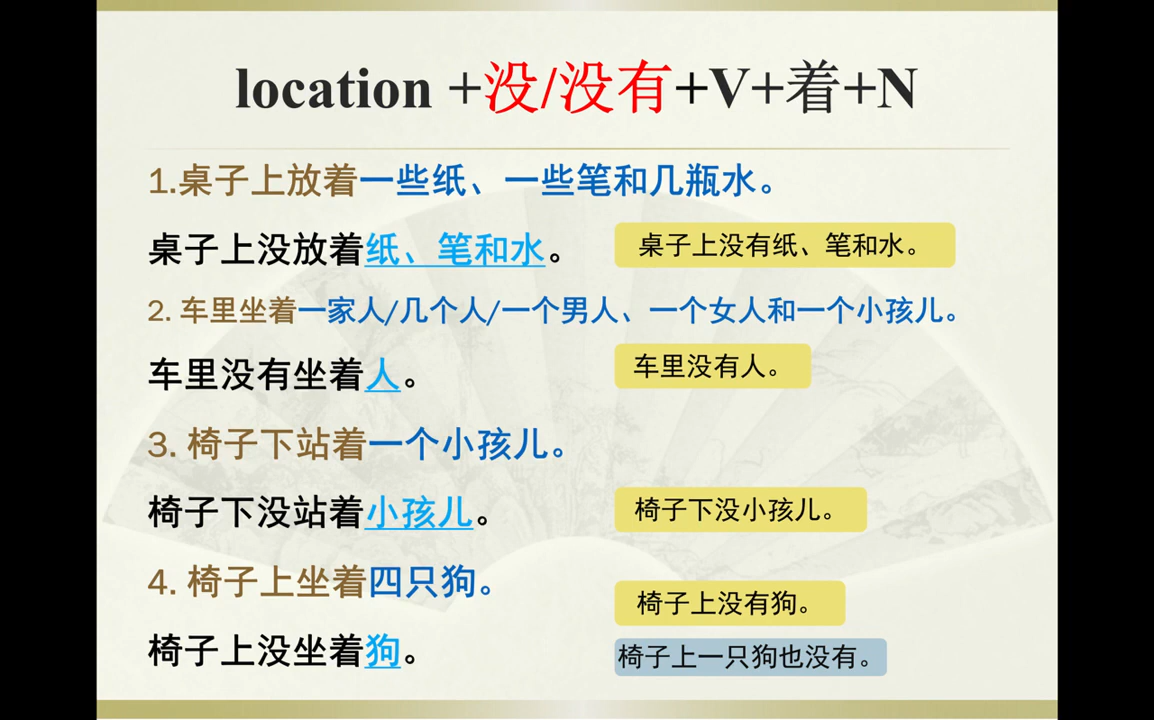 location +没/没有+V+着+N
1.桌子上放着一些纸、一些笔和几瓶水。
桌子上没放着纸、笔和水。
桌子上没有纸、笔和水。
2. 车里坐着一家人/几个人/一个男人、一个女人和一个小孩儿。
车里没有坐着人。
车里没有人。
3. 椅子下站着一个小孩儿。
椅子下没站着小孩儿。
椅子下没小孩儿。
4. 椅子上坐着四只狗。
椅子上没有狗。
椅子上没坐着狗。
椅子上一只狗也没有。